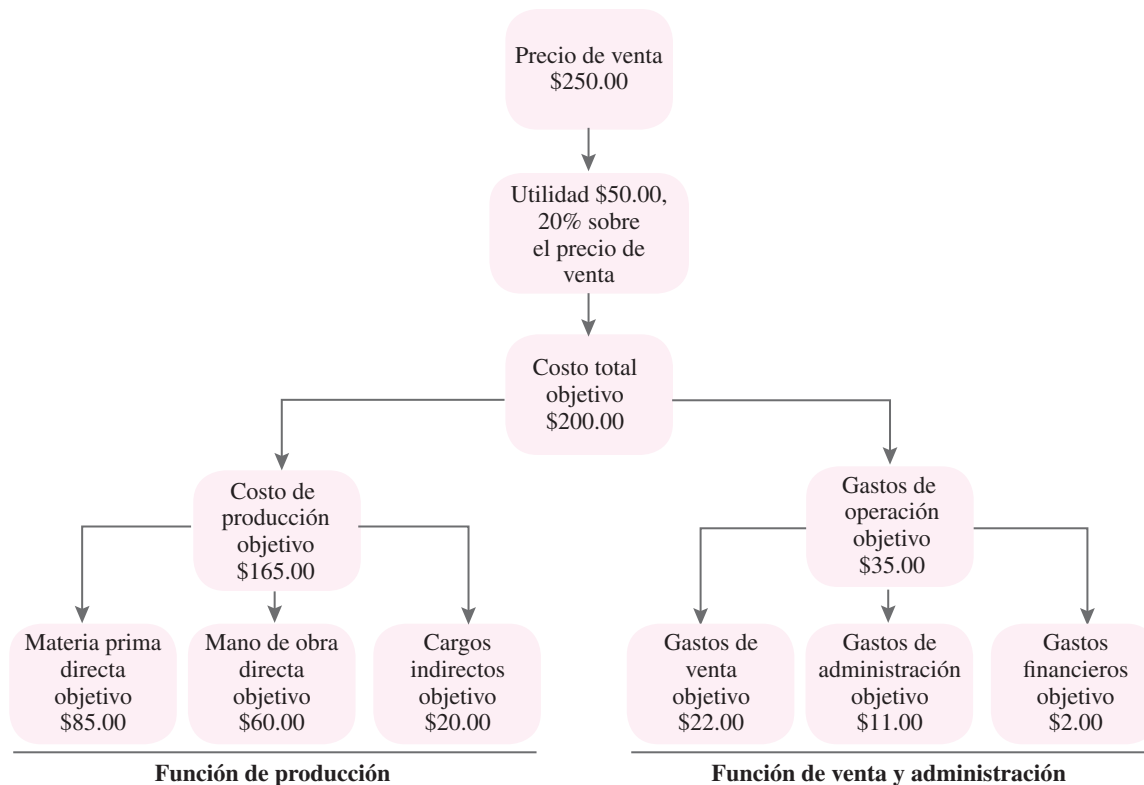 Precio de venta
$250.00
Utilidad $50.00,
20% sobre
el precio de
venta
Costo total
objetivo
$200.00
Costo de
producción
objetivo
$165.00
Gastos de
operación
objetivo
$35.00
Materia prima
directa
objetivo
$85.00
Mano de obra
directa
objetivo
$60.00
Cargos
indirectos
objetivo
$20.00
Gastos de
venta
objetivo
$22.00
Gastos de
administración
objetivo
$11.00
Gastos
financieros
objetivo
$2.00
Función de producción
Función de venta y administración